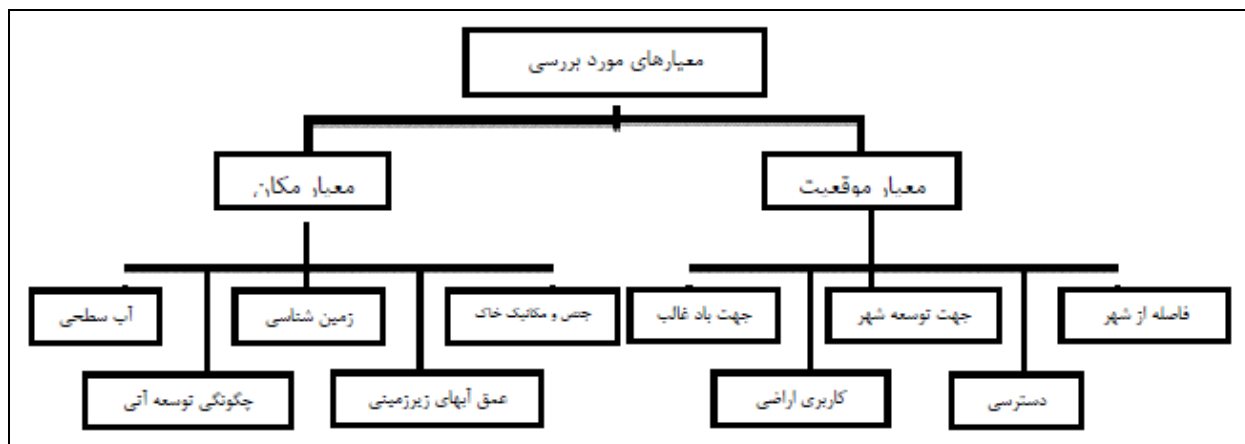 معیارهای مورد بررسی
معیار موقعیت
معیار مکان
فاصله از شهر
جهت توسعه شهر
جهت باد غالب
جنس و مکانیک خاک
زمین شناسی
آب سطحی
دسترسی
کاربری اراضی
عمق آبهای زیرزمینی
چگونگی توسعه آتی